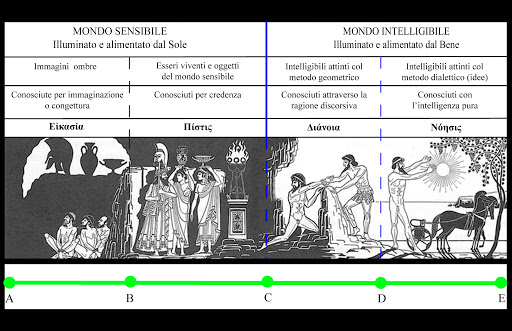 MONDO SENSIBILE
Illuminato e alimentato dal Sole
MONDO INTELLIGIBILE
Illuminato e alimentato dal Bene
Immagini ombre
Esseri viventi e oggetti
del mondo sensibile
Intelligibili attinti col
metodo geometrico
Intelligibili attinti col
metodo dialettico (idee)
Conosciute per immaginazione
o congettura
Conosciuti per credenza
Conosciuti attraverso la
ragione discorsiva
Conosciuti con
l'intelligenza pura
Εἰκασία
Πίστις
Διάνοια
Νόησις
A
B
C
D
E